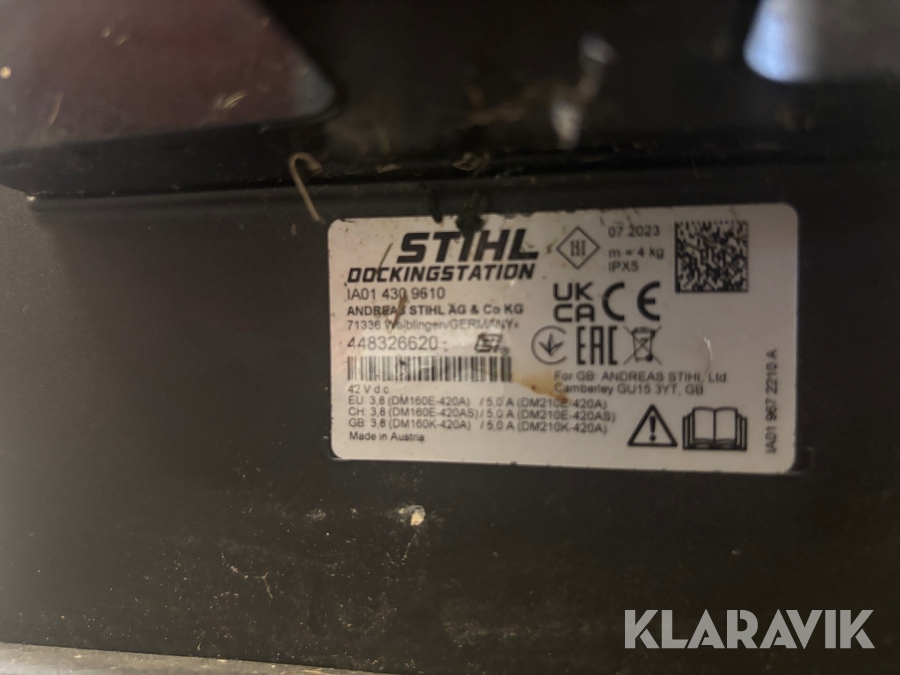 STIHL
DOCKINGSTATION
IA01 430 9610
ANDREAS STIHL AG & Co KG
71336 Waiblingen/GERMANY
448326620
42 V d c
EU: 3,8 (DM160E-420A) / 5,0 A (DM210E-420A)
CH: 3,8 (DM160E-420AS) / 5,0 A (DM210E-420AS)
GB: 3,8 (DM160K-420A) / 5,0 A (DM210K-420A)
Made in Austria
07.2023
m = 4 kg
IPX5
UK
CA
CE
EAC
For GB: ANDREAS STIHL Ltd.
Camberley GU15 3YT, GB
IA01 967 2210 A
KLARAVIK